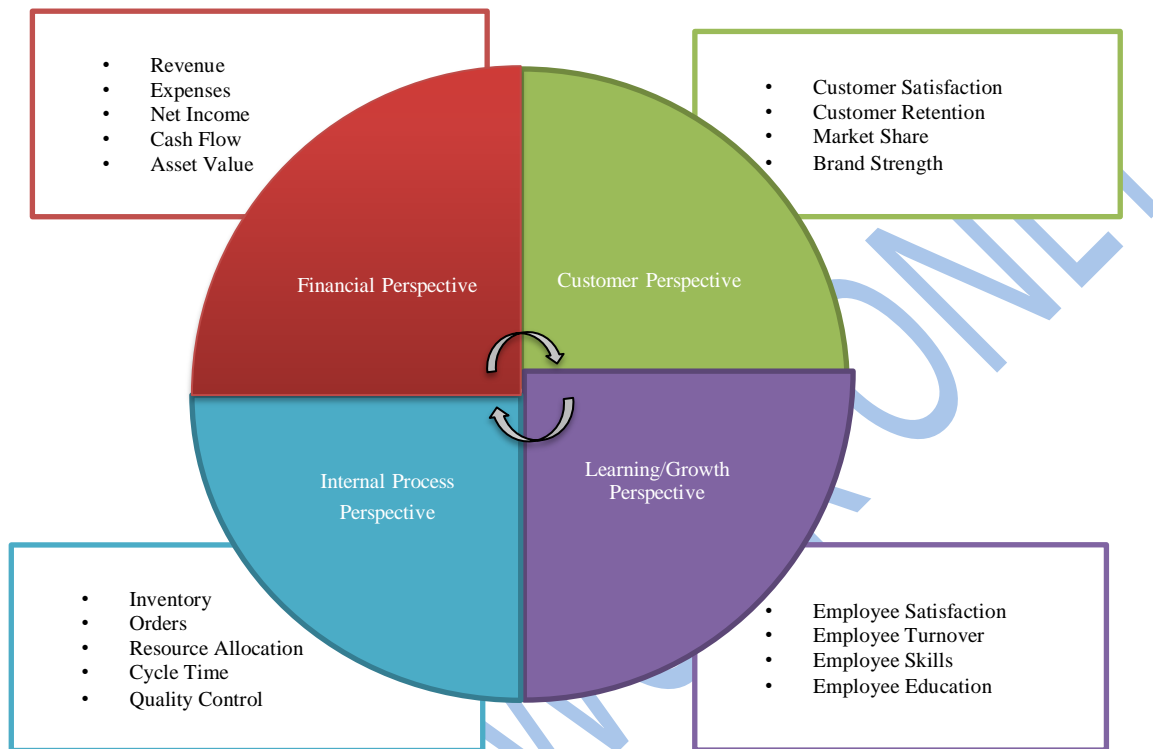 • Revenue
• Expenses
• Net Income
• Cash Flow
• Asset Value
• Customer Satisfaction
• Customer Retention
• Market Share
• Brand Strength
Financial Perspective
Customer Perspective
Internal Process
Perspective
Learning/Growth
Perspective
• Inventory
• Orders
• Resource Allocation
• Cycle Time
• Quality Control
• Employee Satisfaction
• Employee Turnover
• Employee Skills
• Employee Education